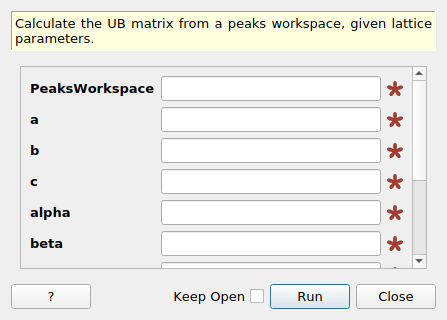 Calculate the UB matrix from a peaks workspace, given lattice
parameters.
PeaksWorkspace
a
b
c
alpha
beta
? Keep Open Run Close